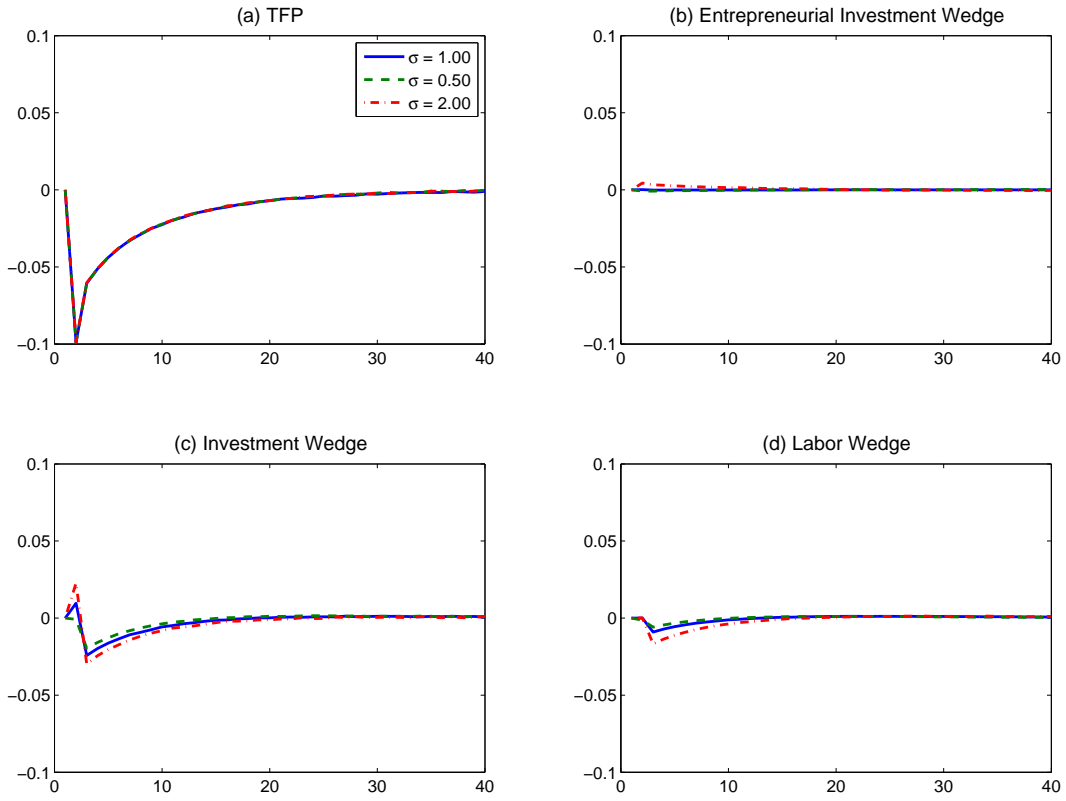 (a) TFP
0.1
0.05
0
−0.05
−0.1
0 10 20 30 40
σ = 1.00
σ = 0.50
σ = 2.00
(b) Entrepreneurial Investment Wedge
0.1
0.05
0
−0.05
−0.1
0 10 20 30 40
(c) Investment Wedge
0.1
0.05
0
−0.05
−0.1
0 10 20 30 40
(d) Labor Wedge
0.1
0.05
0
−0.05
−0.1
0 10 20 30 40